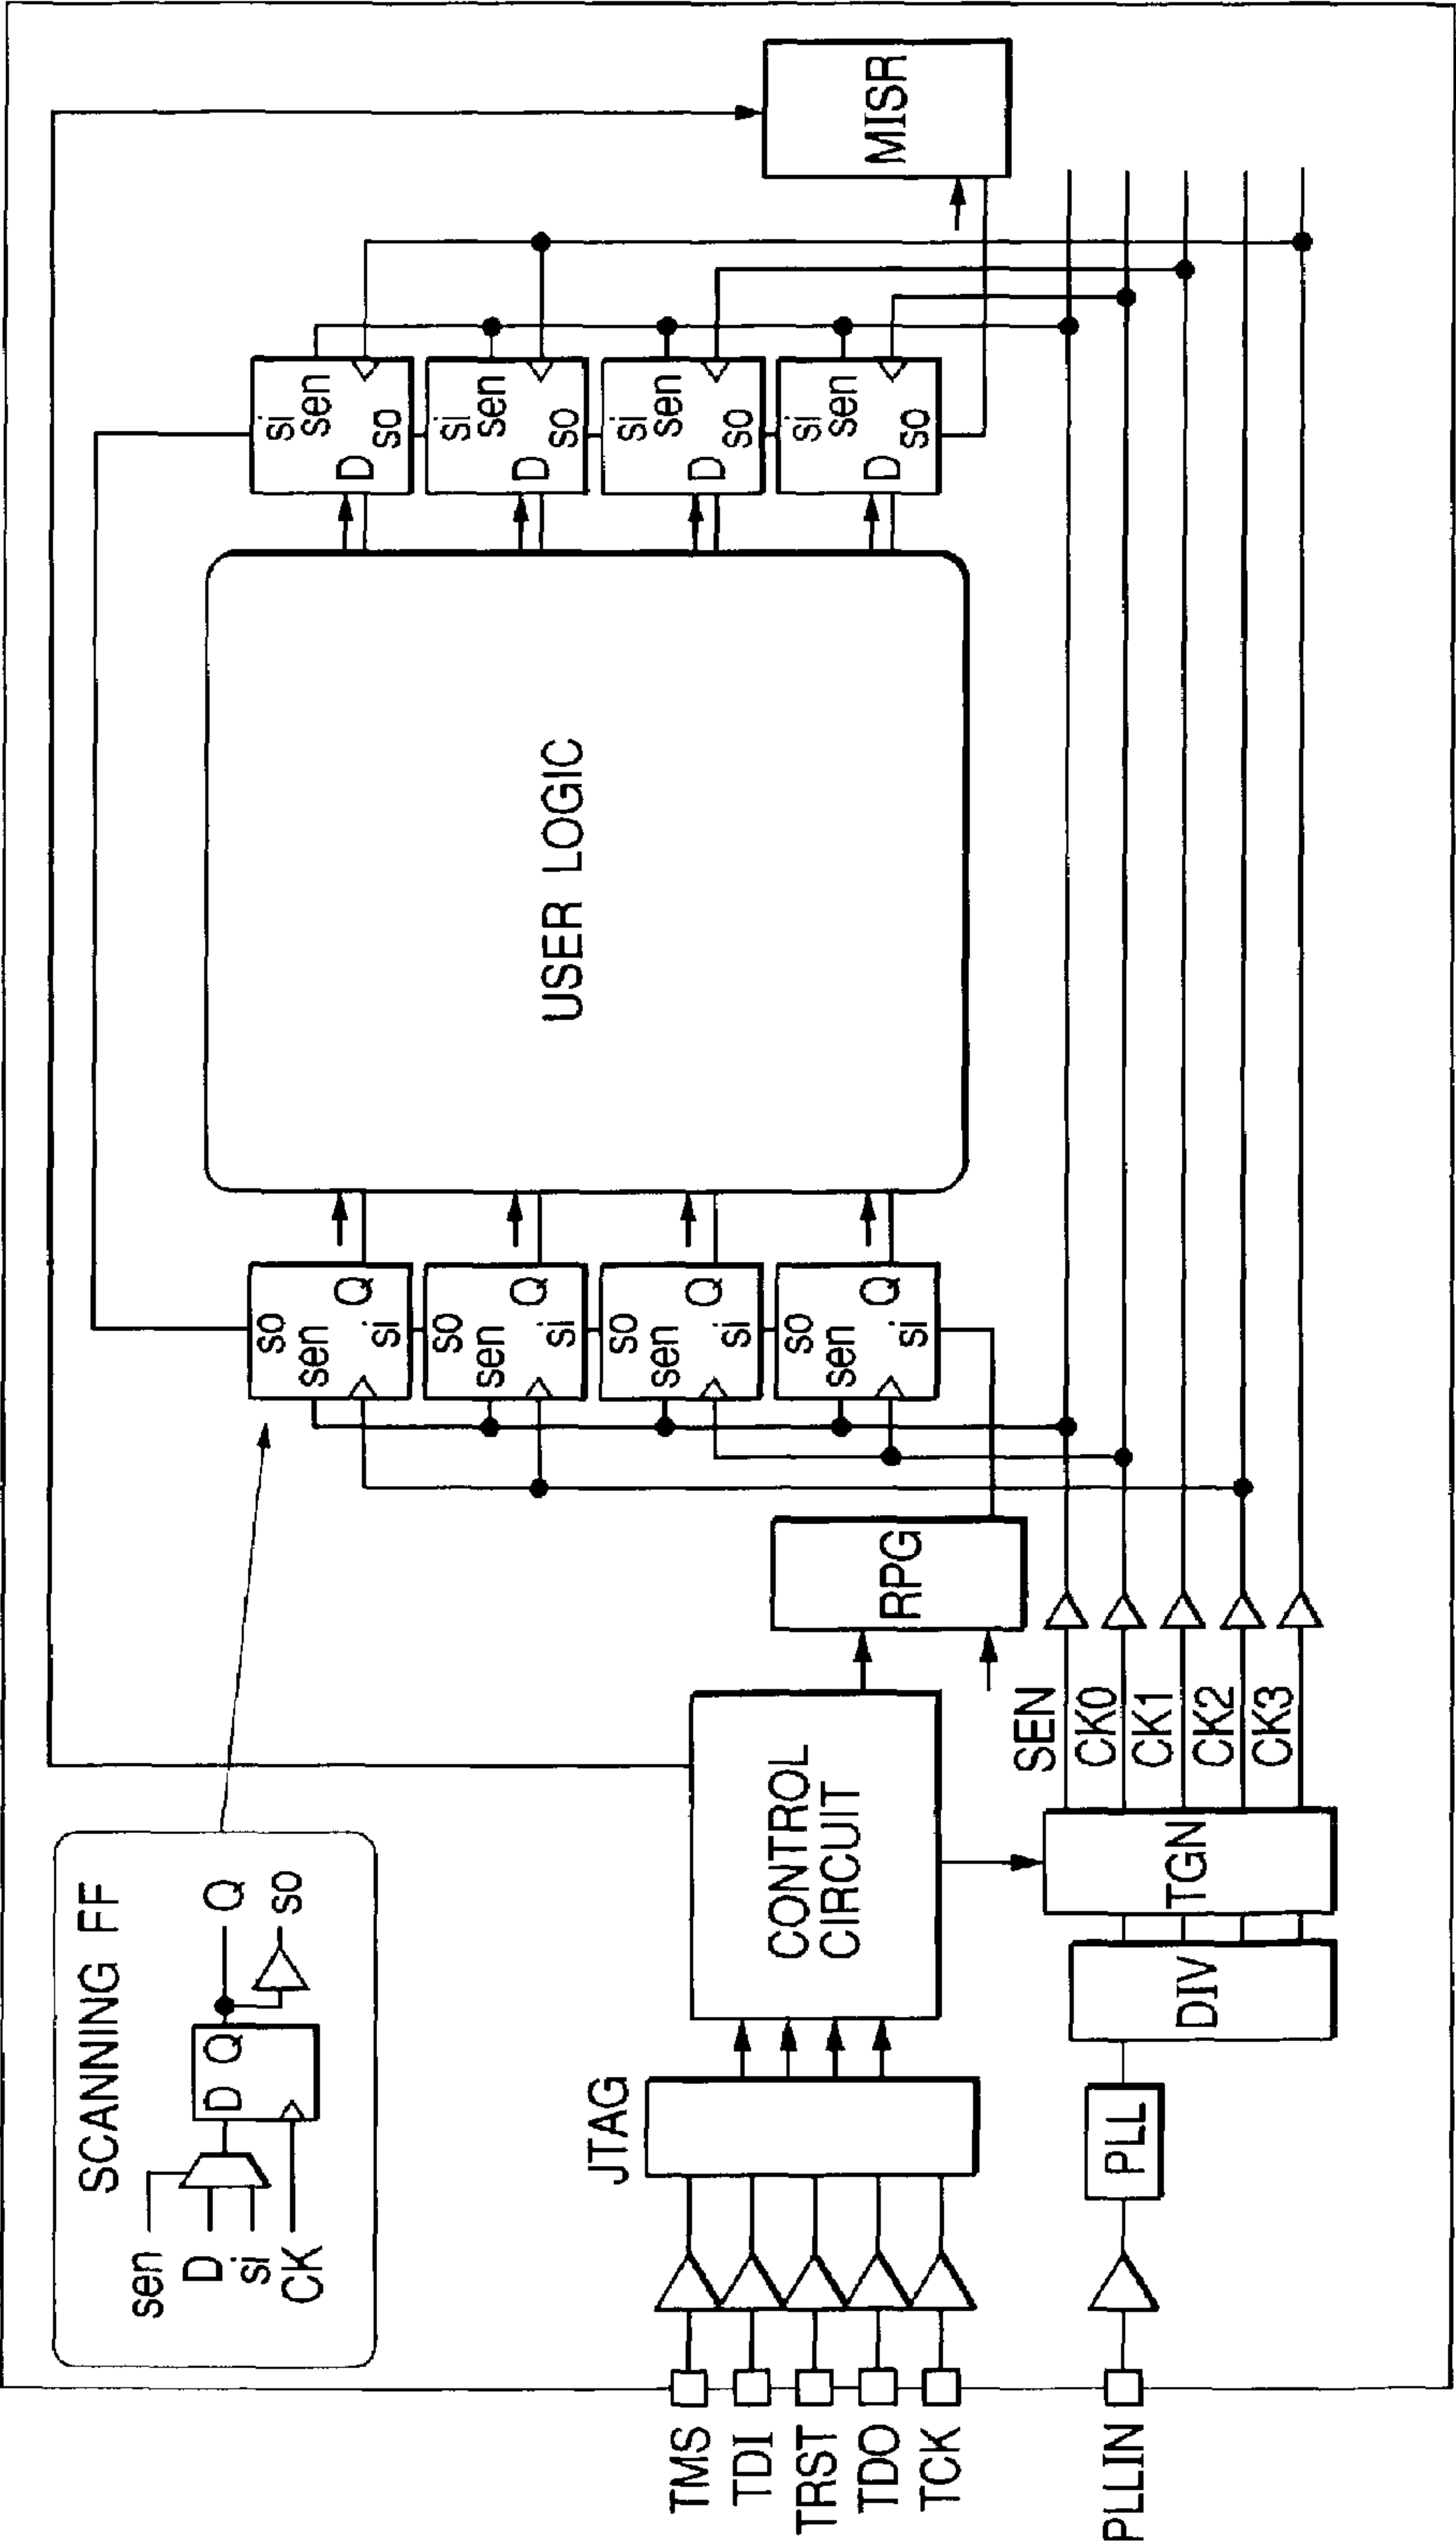 SCANNING FF
sen
D
si
CK
D Q
Q
so
TMS
TDI
TRST
TDO
TCK
PLLIN
JTAG
CONTROL
CIRCUIT
PLL
DIV
TGN
SEN
CK0
CK1
CK2
CK3
RPG
so
sen
Q
si
so
sen
Q
si
so
sen
Q
si
so
sen
Q
si
USER LOGIC
si
sen
D
so
si
sen
D
so
si
sen
D
so
si
sen
D
so
MISR